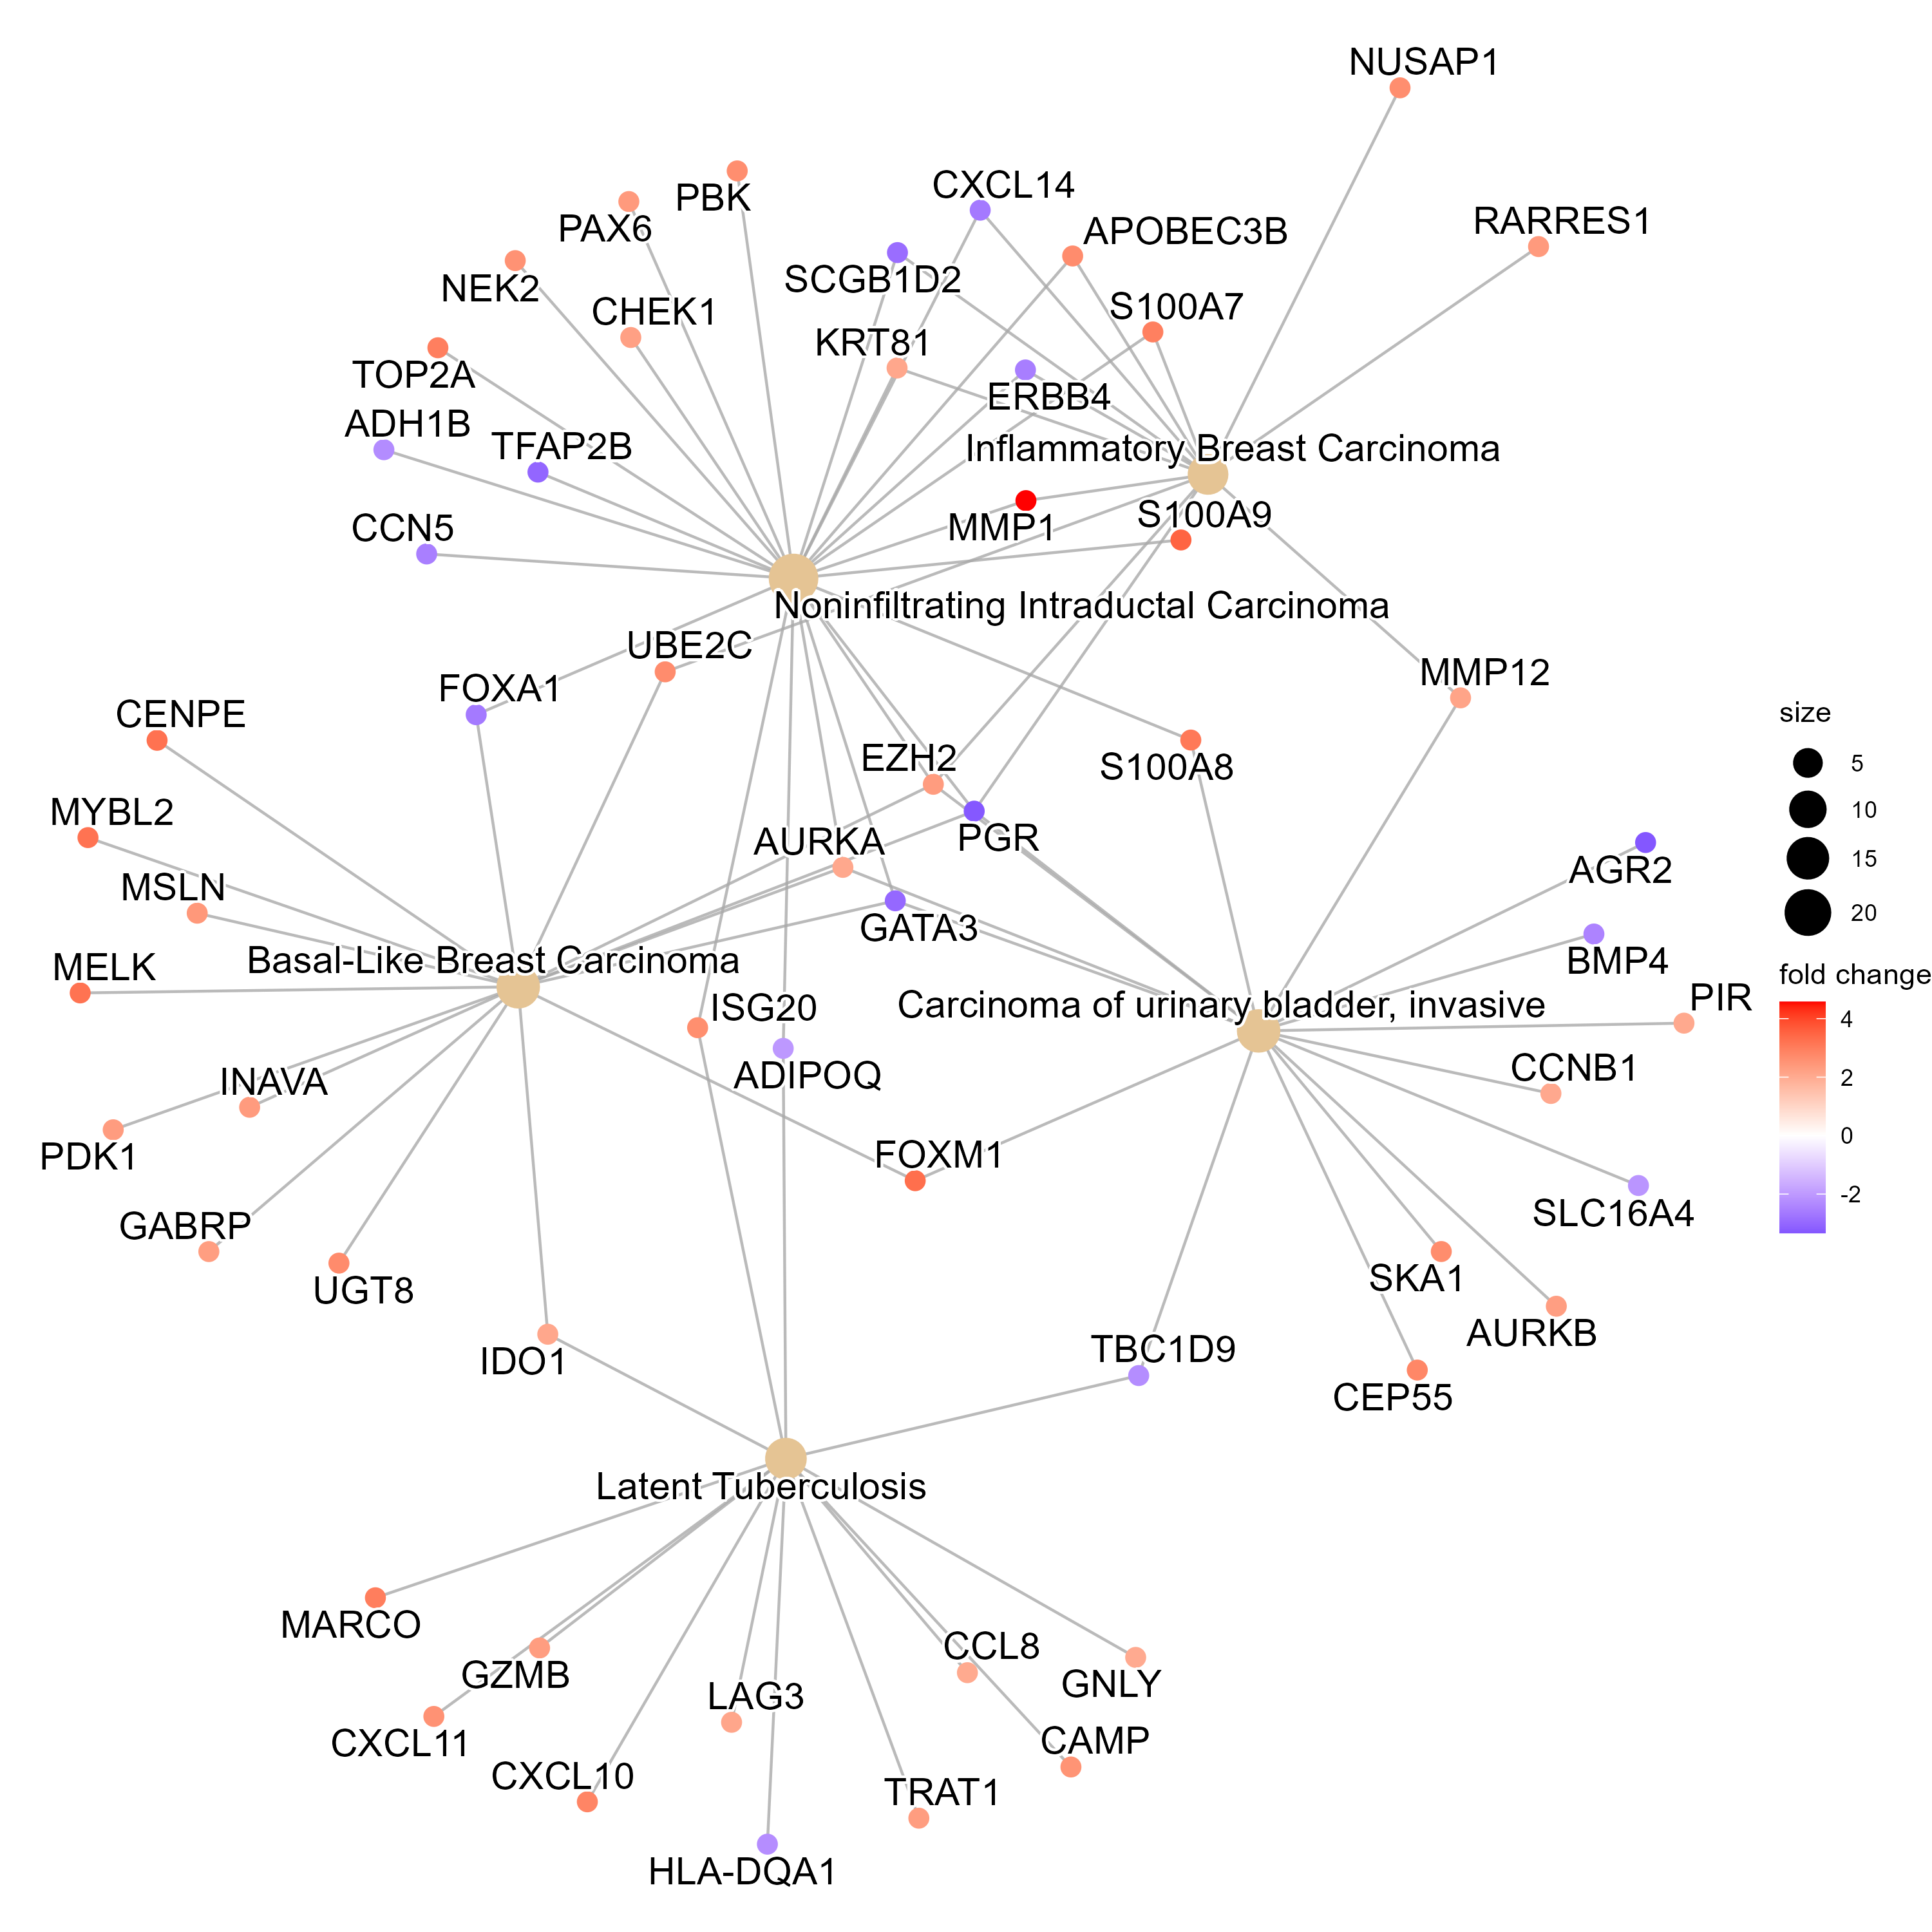 NUSAP1
PBK
CXCL14
PAX6
APOBEC3B
RARRES1
NEK2
SCGB1D2
CHEK1
S100A7
KRT81
TOP2A
ERBB4
ADH1B
TFAP2B
Inflammatory Breast Carcinoma
CCN5
MMP1
S100A9
Noninfiltrating Intraductal Carcinoma
UBE2C
FOXA1
MMP12
CENPE
size
EZH2
S100A8
5
MYBL2
10
AURKA
PGR
15
AGR2
MSLN
20
GATA3
Basal-Like Breast Carcinoma
BMP4
MELK
fold change
Carcinoma of urinary bladder, invasive
ISG20
PIR
4
ADIPOQ
CCNB1
INAVA
2
PDK1
FOXM1
0
-2
GABRP
SLC16A4
UGT8
SKA1
AURKB
IDO1
TBC1D9
CEP55
Latent Tuberculosis
MARCO
CCL8
GZMB
GNLY
LAG3
CXCL11
CAMP
CXCL10
TRAT1
HLA-DQA1